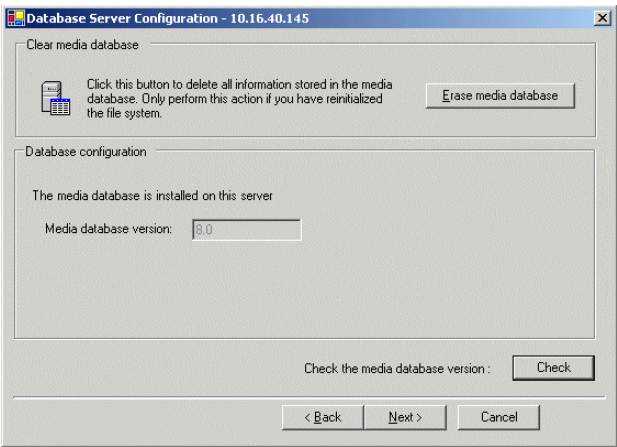 Database Server Configuration - 10.16.40.145
Clear media database
Click this button to delete all information stored in the media
database. Only perform this action if you have reinitialized
the file system.
Erase media database
Database configuration
The media database is installed on this server
Media database version: 8.0
Check the media database version : Check
< Back Next > Cancel